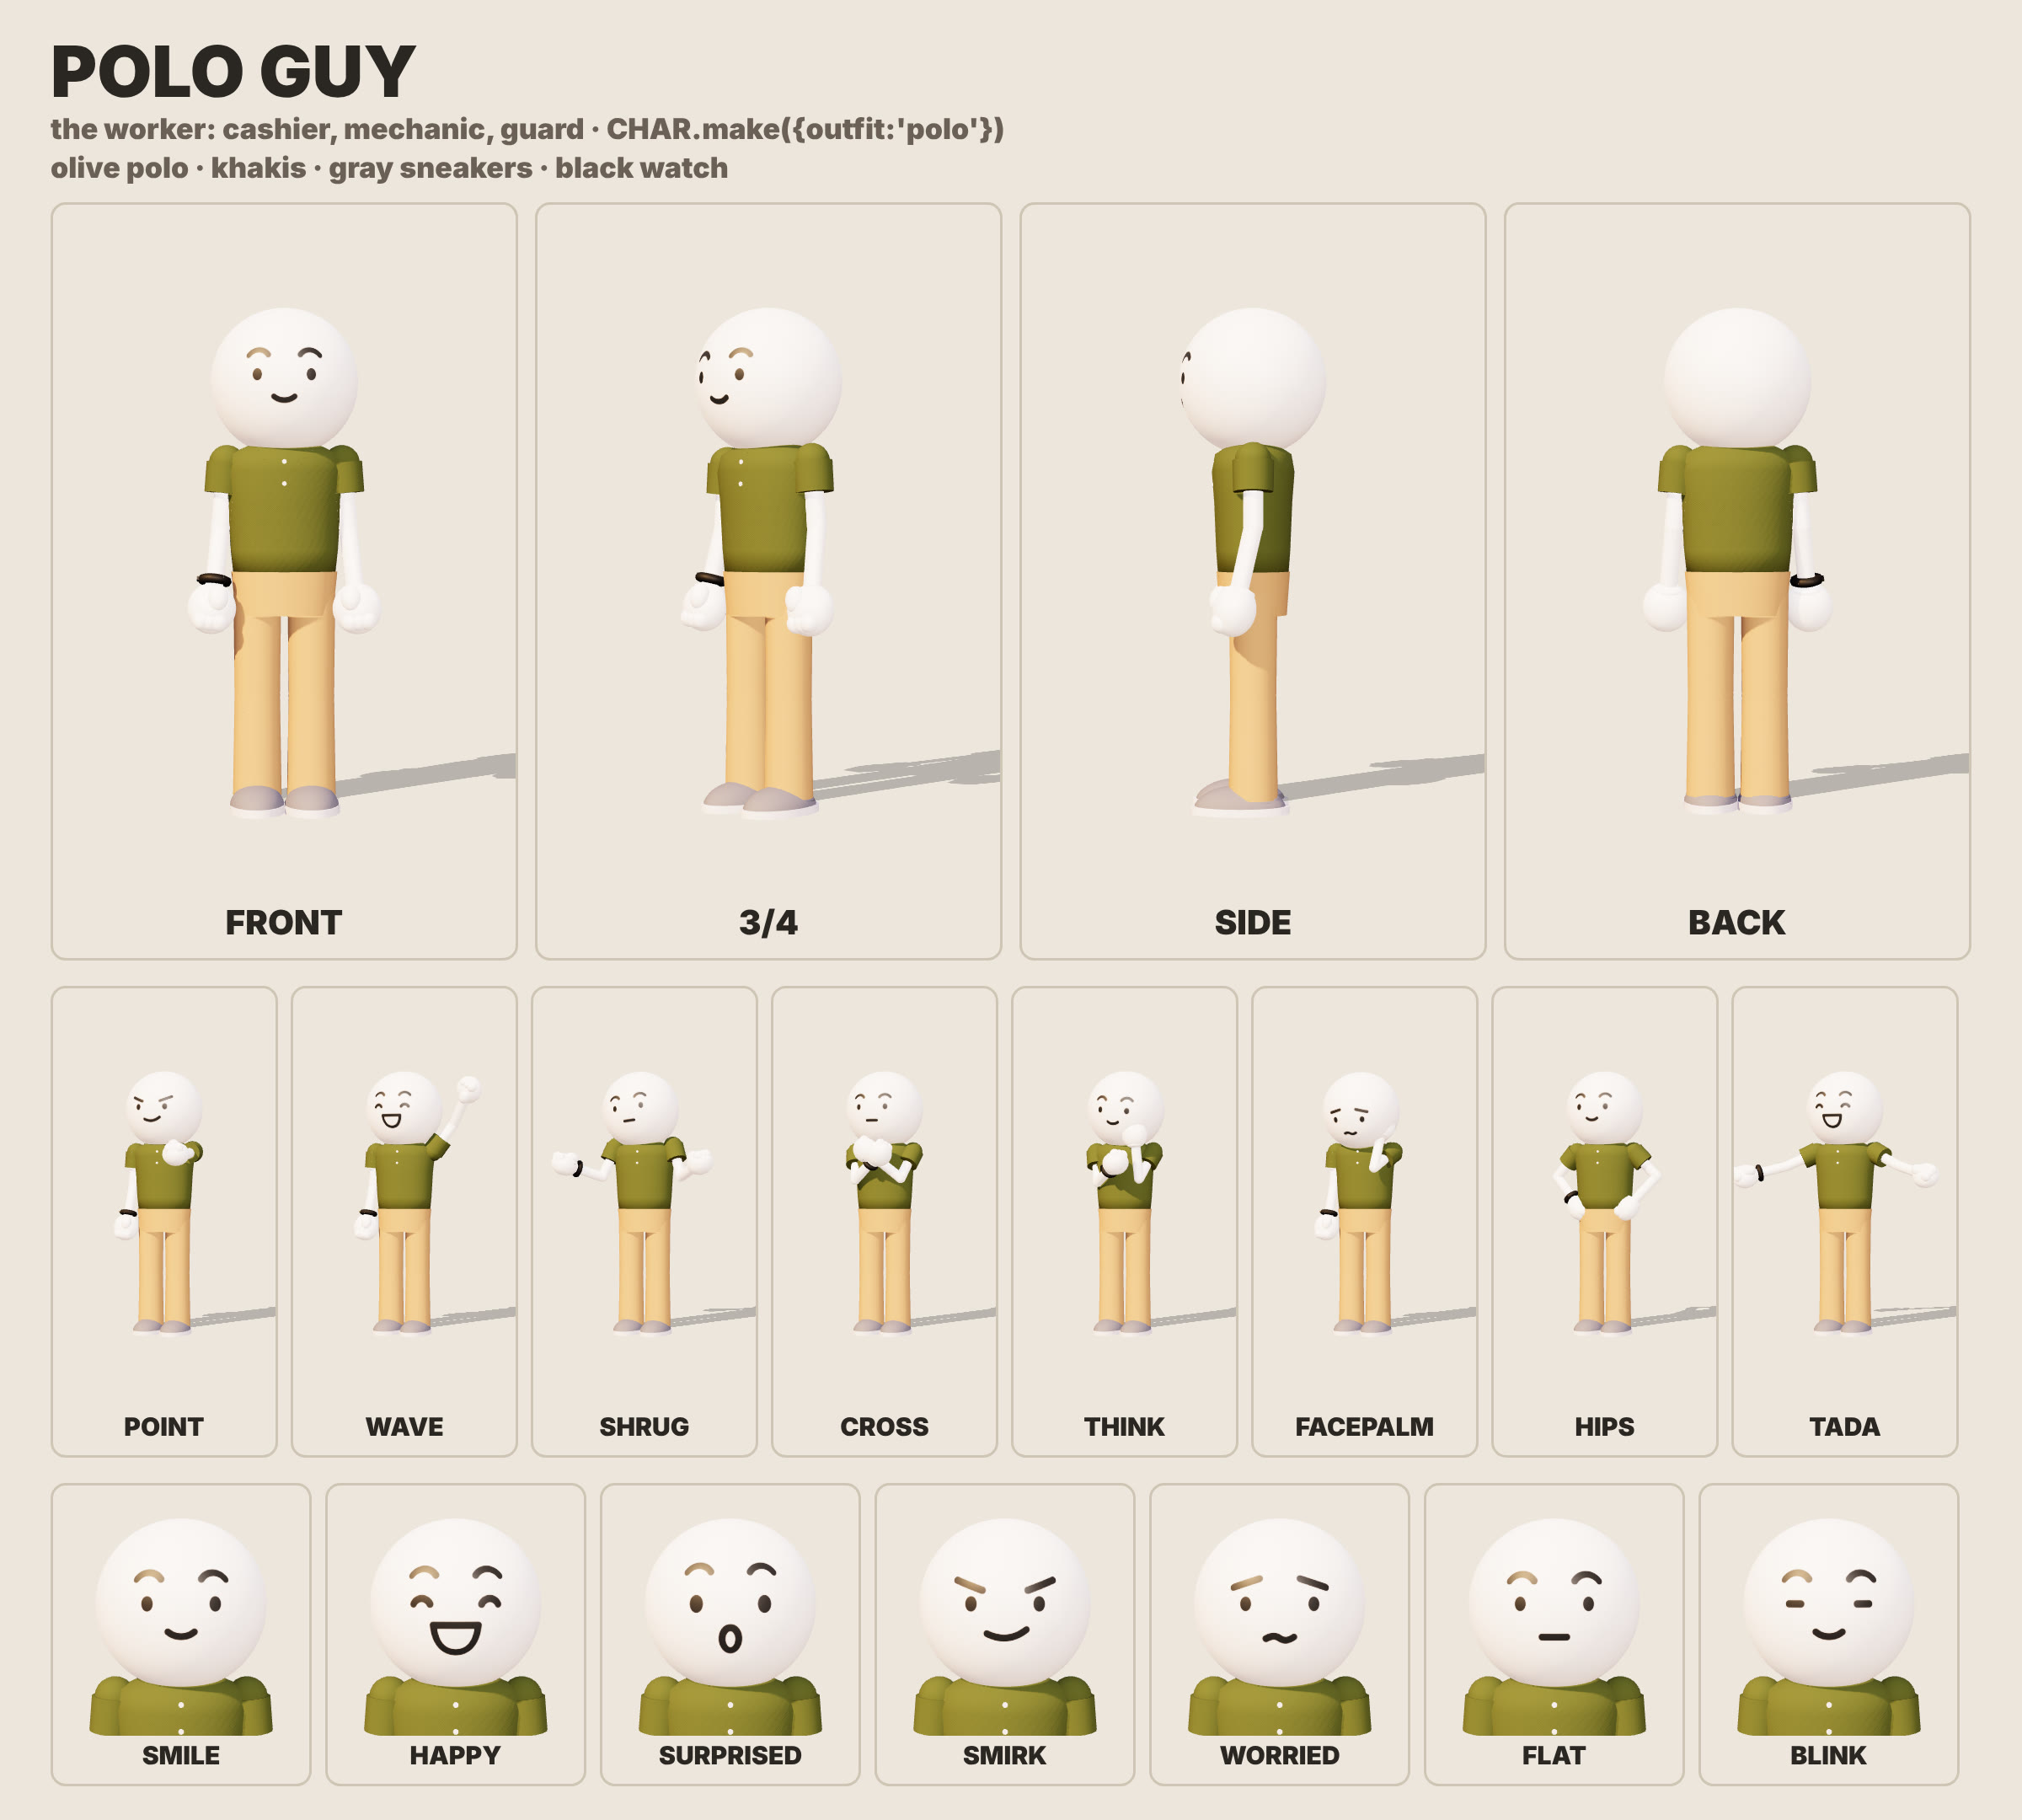 POLO GUY
the worker: cashier, mechanic, guard · CHAR.make({outfit:'polo'})
olive polo · khakis · gray sneakers · black watch
FRONT
3/4
SIDE
BACK
POINT
WAVE
SHRUG
CROSS
THINK
FACEPALM
HIPS
TADA
SMILE
HAPPY
SURPRISED
SMIRK
WORRIED
FLAT
BLINK